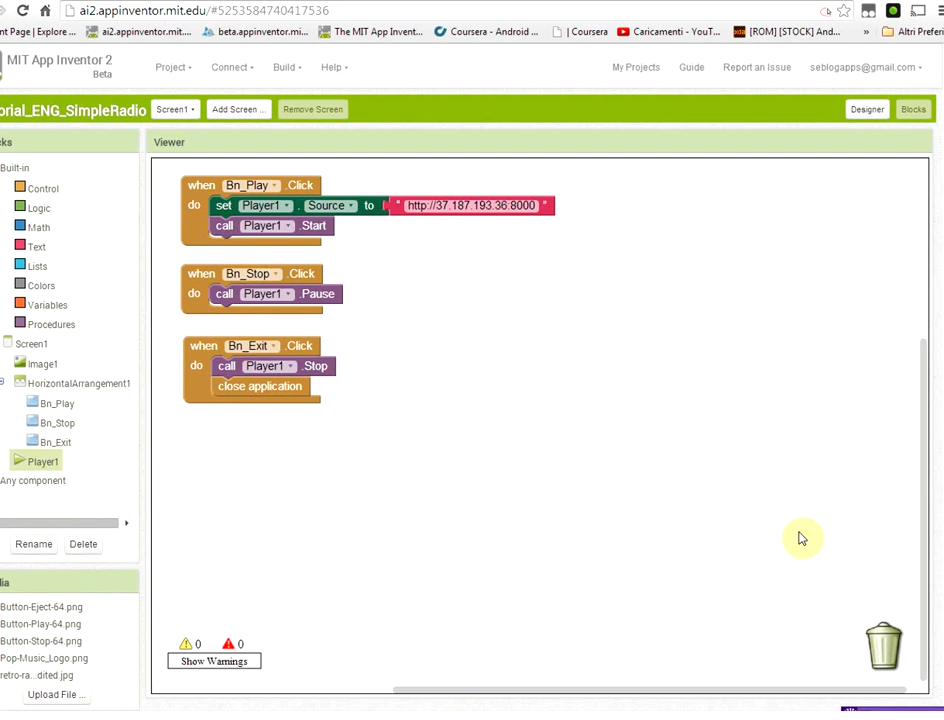 ai2.appinventor.mit.edu/#5253584740417536
nt Page | Explore ...
ai2.appinventor.mit....
beta.appinventor.mi...
The MIT App Invent...
Coursera - Android ...
| Coursera
Caricamenti - YouT...
[ROM] [STOCK] And...
»
Altri Preferi
MIT App Inventor 2
Beta
Project
Connect
Build
Help
My Projects
Guide
Report an Issue
seblogapps@gmail.com
orial_ENG_SimpleRadio
Screen1
Add Screen ...
Remove Screen
Designer
Blocks
cks
Viewer
Built-in
Control
Logic
Math
Text
Lists
Colors
Variables
Procedures
Screen1
Image1
HorizontalArrangement1
Bn_Play
Bn_Stop
Bn_Exit
Player1
Any component
Rename
Delete
dia
Button-Eject-64.png
Button-Play-64.png
Button-Stop-64.png
Pop-Music_Logo.png
retro-ra...dited.jpg
Upload File ...
when Bn_Play .Click
do set Player1 . Source to " http://37.187.193.36:8000 "
call Player1 .Start
when Bn_Stop .Click
do call Player1 .Pause
when Bn_Exit .Click
do call Player1 .Stop
close application
0 0
Show Warnings